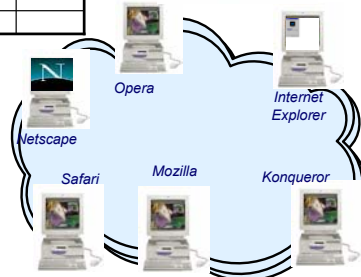 Opera
Internet
Explorer
N
Netscape
Safari
Mozilla
Konqueror